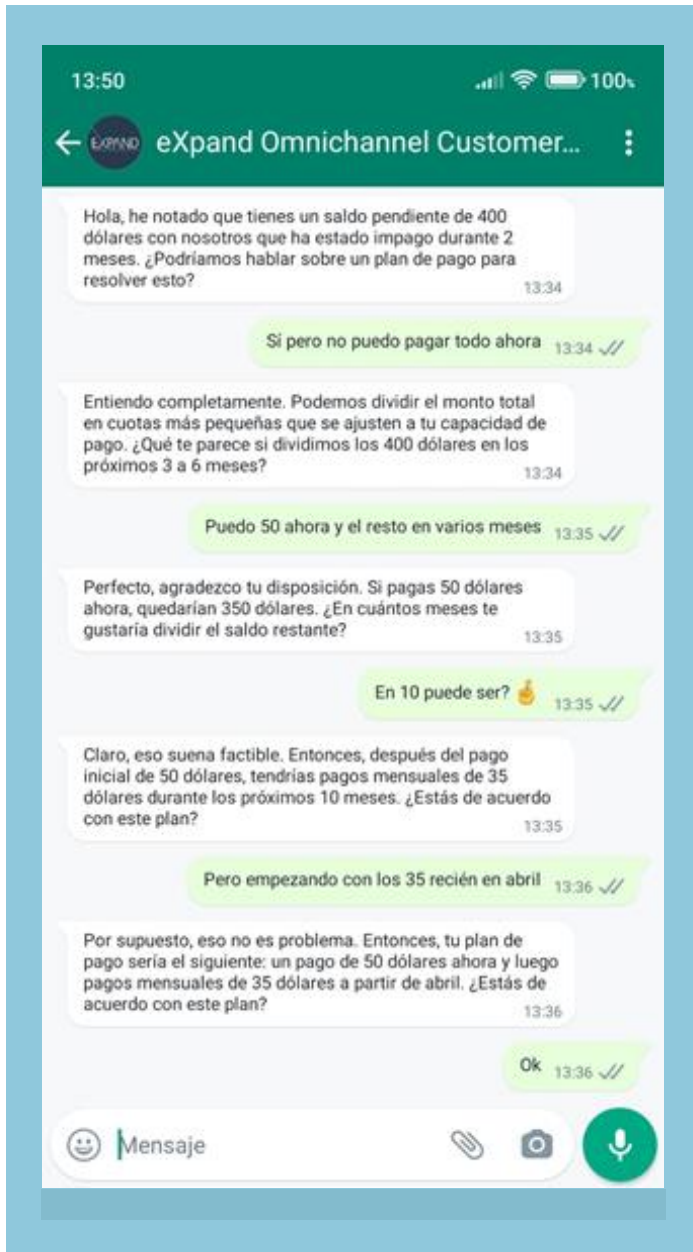 13:50
100%
EXPAND
eXpand Omnichannel Customer...
Hola, he notado que tienes un saldo pendiente de 400
dólares con nosotros que ha estado impago durante 2
meses. ¿Podríamos hablar sobre un plan de pago para
resolver esto?
13:34
Sí pero no puedo pagar todo ahora 13:34
Entiendo completamente. Podemos dividir el monto total
en cuotas más pequeñas que se ajusten a tu capacidad de
pago. ¿Qué te parece si dividimos los 400 dólares en los
próximos 3 a 6 meses?
13:34
Puedo 50 ahora y el resto en varios meses 13:35
Perfecto, agradezco tu disposición. Si pagas 50 dólares
ahora, quedarían 350 dólares. ¿En cuántos meses te
gustaría dividir el saldo restante?
13:35
En 10 puede ser? 🤞 13:35
Claro, eso suena factible. Entonces, después del pago
inicial de 50 dólares, tendrías pagos mensuales de 35
dólares durante los próximos 10 meses. ¿Estás de acuerdo
con este plan?
13:35
Pero empezando con los 35 recién en abril 13:36
Por supuesto, eso no es problema. Entonces, tu plan de
pago sería el siguiente: un pago de 50 dólares ahora y luego
pagos mensuales de 35 dólares a partir de abril. ¿Estás de
acuerdo con este plan?
13:36
Ok 13:36
Mensaje